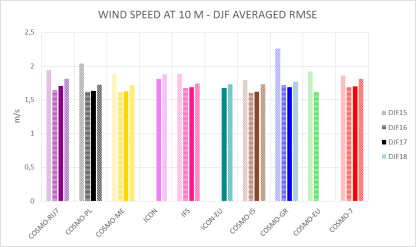 WIND SPEED AT 10 M - DJF AVERAGED RMSE
2,5
2
1,5
1
0,5
0
m/s
COSMO-RU7
COSMO-PL
COSMO-ME
ICON
IFS
ICON-EU
COSMO-I5
COSMO-GR
COSMO-EU
COSMO-7
DJF15
DJF16
DJF17
DJF18